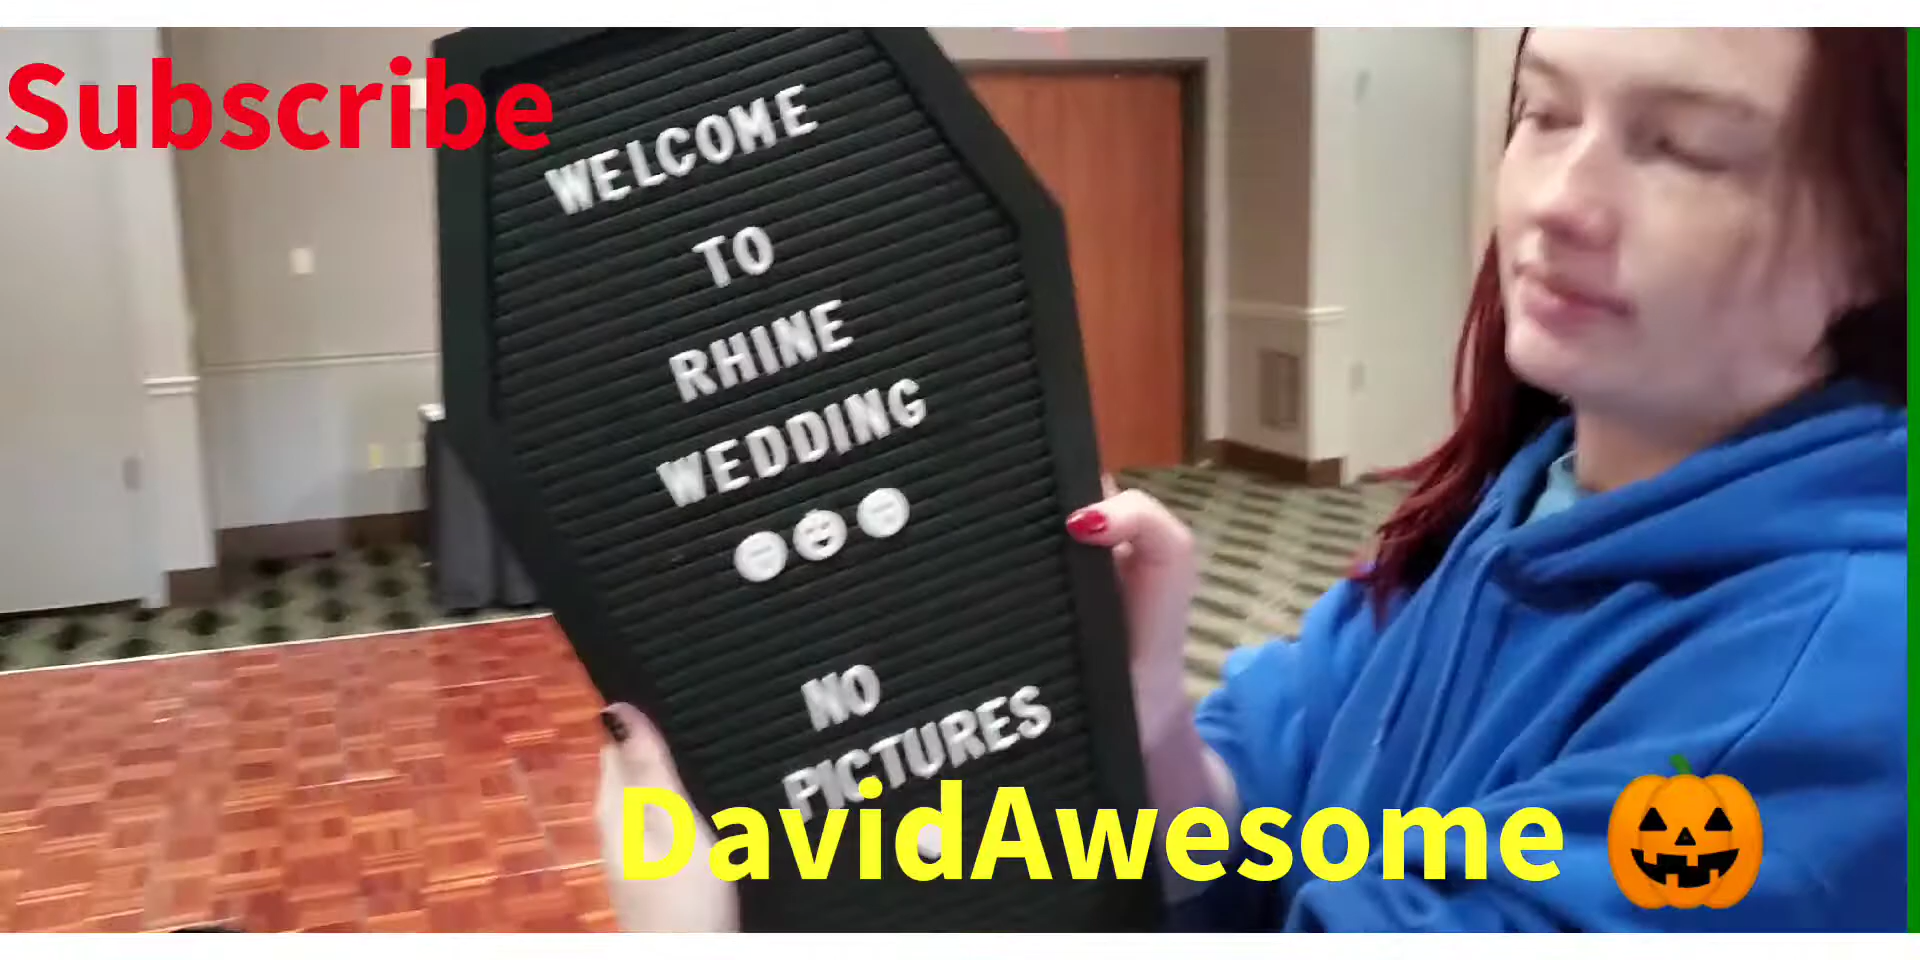 Subscribe
WELCOME
TO
RHINE
WEDDING
NO
PICTURES
DavidAwesome